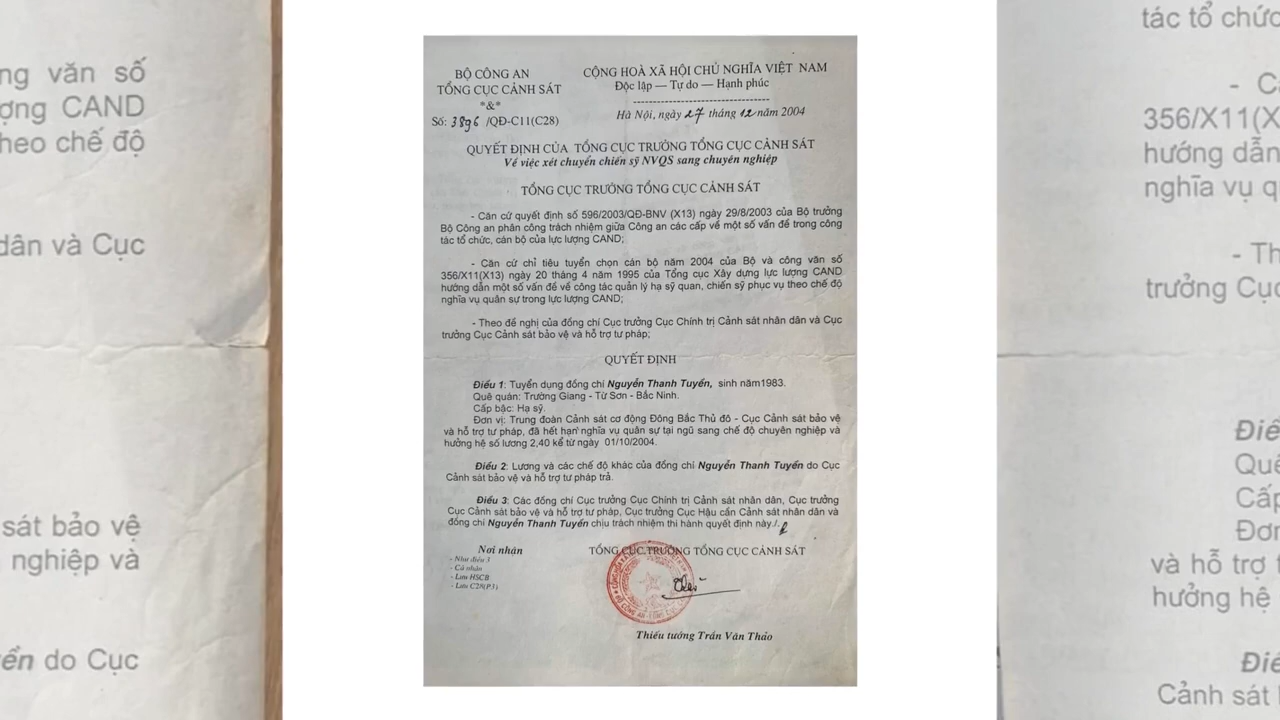 BỘ CÔNG AN
TỔNG CỤC CẢNH SÁT
*&*
Số: 3896 /QĐ-C11(C28)
CỘNG HOÀ XÃ HỘI CHỦ NGHĨA VIỆT NAM
Độc lập — Tự do — Hạnh phúc
Hà Nội, ngày 27 tháng 12 năm 2004
QUYẾT ĐỊNH CỦA TỔNG CỤC TRƯỞNG TỔNG CỤC CẢNH SÁT
Về việc xét chuyển chiến sỹ NVQS sang chuyên nghiệp
TỔNG CỤC TRƯỞNG TỔNG CỤC CẢNH SÁT
- Căn cứ quyết định số 596/2003/QĐ-BNV (X13) ngày 29/8/2003 của Bộ trưởng
Bộ Công an phân công trách nhiệm giữa Công an các cấp về một số vấn đề trong công
tác tổ chức, cán bộ của lực lượng CAND;
- Căn cứ chỉ tiêu tuyển chọn cán bộ năm 2004 của Bộ và công văn số
356/X11(X13) ngày 20 tháng 4 năm 1995 của Tổng cục Xây dựng lực lượng CAND
hướng dẫn một số vấn đề về công tác quản lý hạ sỹ quan, chiến sỹ phục vụ theo chế độ
nghĩa vụ quân sự trong lực lượng CAND;
- Theo đề nghị của đồng chí Cục trưởng Cục Chính trị Cảnh sát nhân dân và Cục
trưởng Cục Cảnh sát bảo vệ và hỗ trợ tư pháp;
QUYẾT ĐỊNH
Điều 1: Tuyển dụng đồng chí Nguyễn Thanh Tuyến, sinh năm1983.
Quê quán: Trường Giang - Từ Sơn - Bắc Ninh.
Cấp bậc: Hạ sỹ.
Đơn vị: Trung đoàn Cảnh sát cơ động Đông Bắc Thủ đô - Cục Cảnh sát bảo vệ
và hỗ trợ tư pháp, đã hết hạn nghĩa vụ quân sự tại ngũ sang chế độ chuyên nghiệp và
hưởng hệ số lương 2,40 kể từ ngày 01/10/2004.
Điều 2: Lương và các chế độ khác của đồng chí Nguyễn Thanh Tuyến do Cục
Cảnh sát bảo vệ và hỗ trợ tư pháp trả.
Điều 3: Các đồng chí Cục trưởng Cục Chính trị Cảnh sát nhân dân, Cục trưởng
Cục Cảnh sát bảo vệ và hỗ trợ tư pháp, Cục trưởng Cục Hậu cần Cảnh sát nhân dân và
đồng chí Nguyễn Thanh Tuyến chịu trách nhiệm thi hành quyết định này./.
Nơi nhận
- Như điều 3
- Cá nhân
- Lưu HSCB
- Lưu C28(P3)
TỔNG CỤC TRƯỞNG TỔNG CỤC CẢNH SÁT
Thiếu tướng Trần Văn Thảo
ng văn số
ợng CAND
heo chế độ
dân và Cục
sát bảo vệ
nghiệp và
ến do Cục
tác tổ chức
- C
356/X11(X
hướng dẫn
nghĩa vụ q
- Th
trưởng Cục
Điề
Quê
Cấp
Đơn
và hỗ trợ t
hưởng hệ
Điề
Cảnh sát